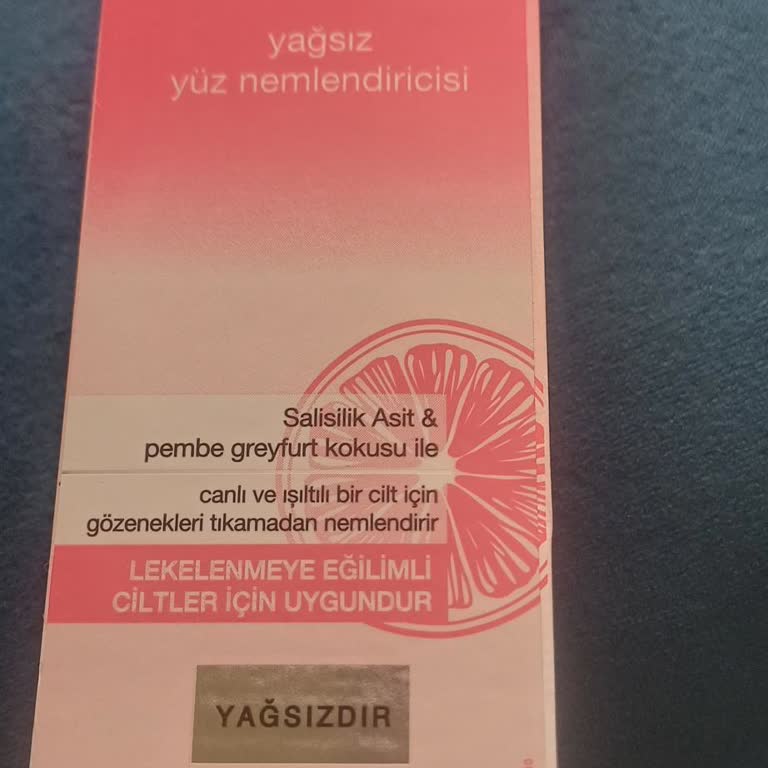 yağsız
yüz nemlendiricisi
Salisilik Asit &
pembe greyfurt kokusu ile
canlı ve ışıltılı bir cilt için
gözenekleri tıkamadan nemlendirir
LEKELENMEYE EĞİLİMLİ
CİLTLER İÇİN UYGUNDUR
YAĞSIZDIR